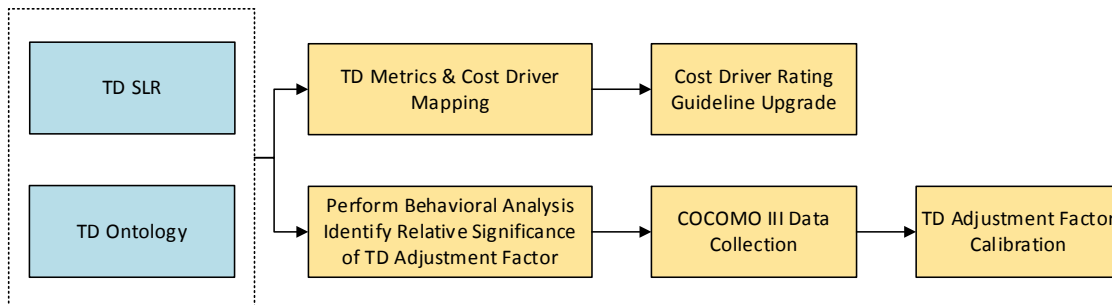 TD SLR
TD Metrics & Cost Driver
Mapping
Cost Driver Rating
Guideline Upgrade
TD Ontology
Perform Behavioral Analysis
Identify Relative Significance
of TD Adjustment Factor
COCOMO III Data
Collection
TD Adjustment Factor
Calibration